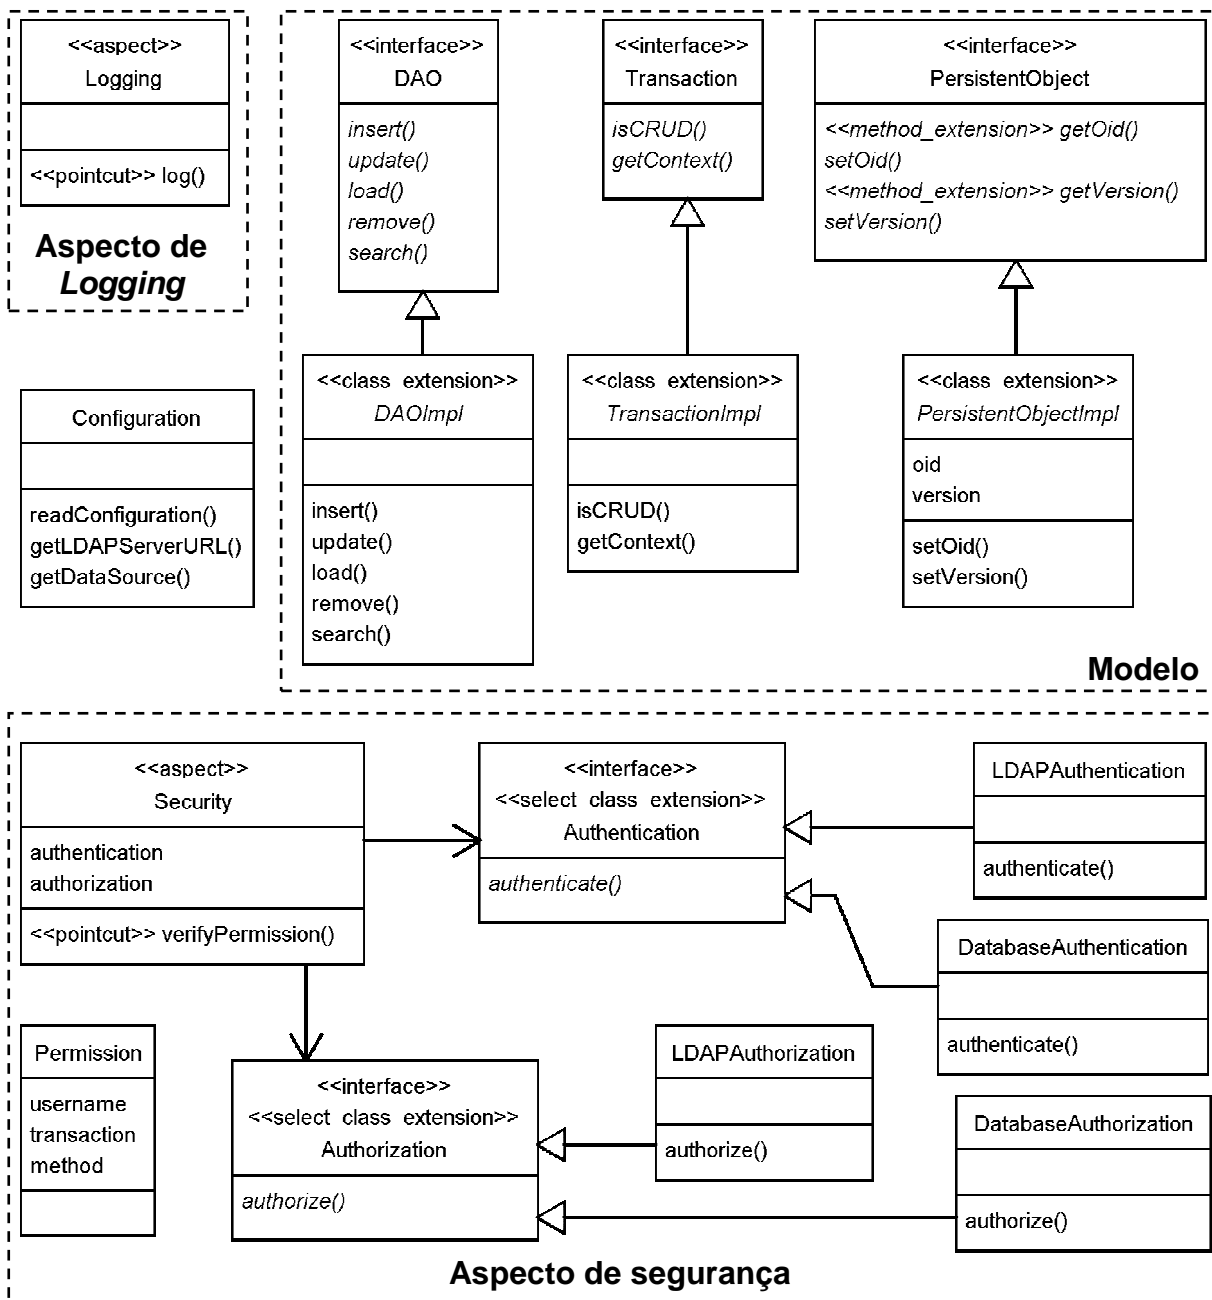 <<aspect>>
Logging
<<pointcut>> log()
Aspecto de
Logging
<<interface>>
DAO
insert()
update()
load()
remove()
search()
<<interface>>
Transaction
isCRUD()
getContext()
<<interface>>
PersistentObject
<<method_extension>> getOid()
setOid()
<<method_extension>> getVersion()
setVersion()
Configuration
readConfiguration()
getLDAPServerURL()
getDataSource()
<<class extension>>
DAOImpl
insert()
update()
load()
remove()
search()
<<class extension>>
TransactionImpl
isCRUD()
getContext()
<<class extension>>
PersistentObjectImpl
oid
version
setOid()
setVersion()
Modelo
<<aspect>>
Security
authentication
authorization
<<pointcut>> verifyPermission()
<<interface>>
<<select class extension>>
Authentication
authenticate()
LDAPAuthentication
authenticate()
DatabaseAuthentication
authenticate()
Permission
username
transaction
method
<<interface>>
<<select class extension>>
Authorization
authorize()
LDAPAuthorization
authorize()
DatabaseAuthorization
authorize()
Aspecto de segurança